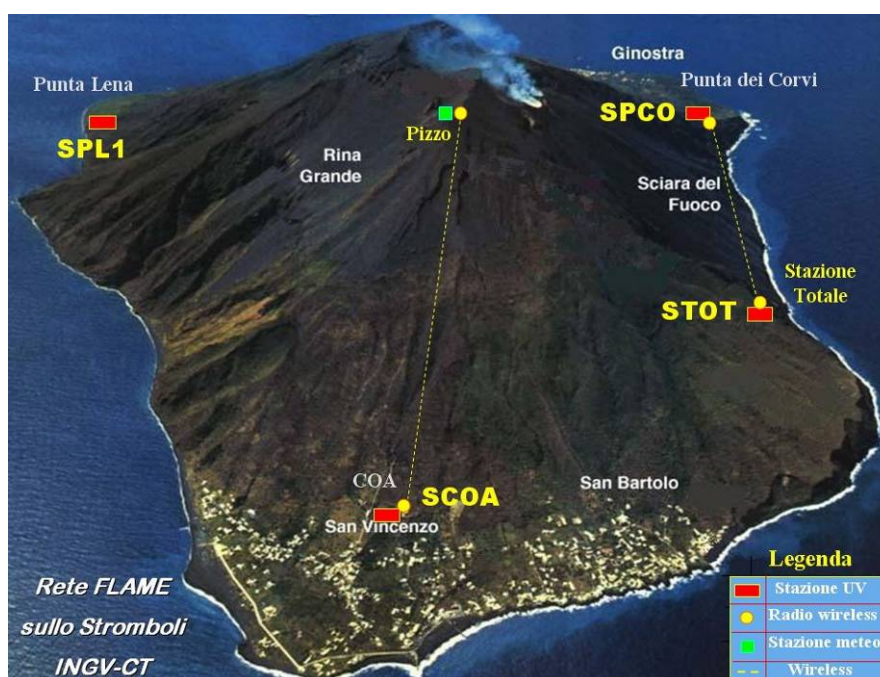 Ginostra
Punta Lena
Punta dei Corvi
SPL1
Pizzo
SPCO
Rina
Grande
Sciara del
Fuoco
Stazione
Totale
STOT
COA
SCOA
San Bartolo
San Vincenzo
Rete FLAME
sullo Stromboli
INGV-CT
Legenda
Stazione UV
Radio wireless
Stazione meteo
Wireless